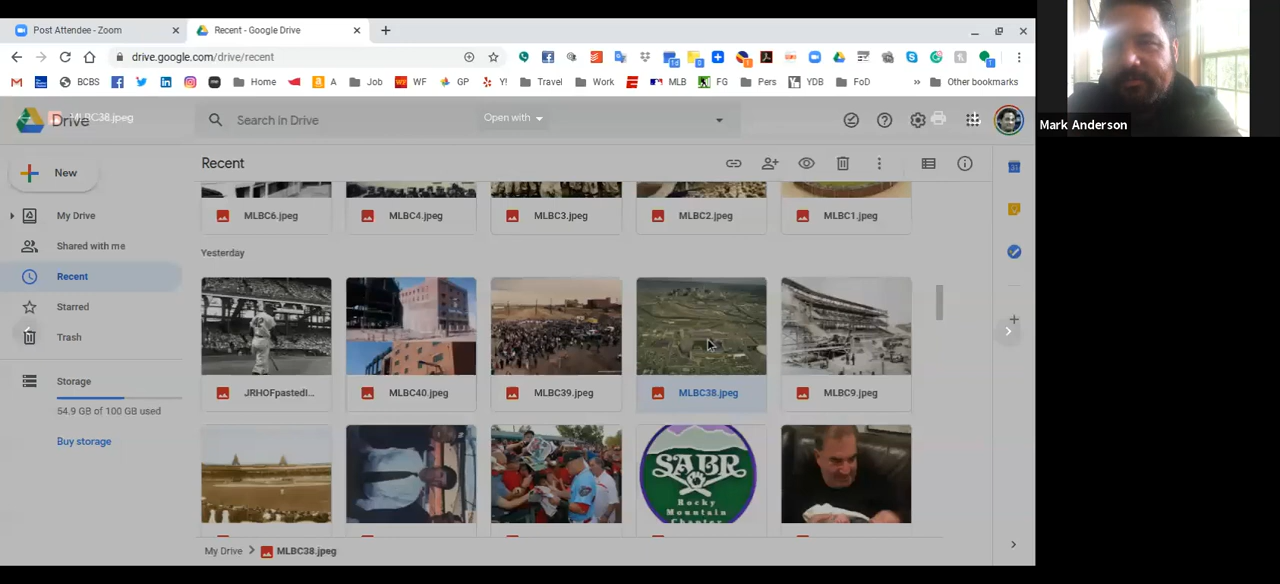 Post Attendee - Zoom
Recent - Google Drive
drive.google.com/drive/recent
BCBS
A
Job
WF
GP
Y!
Home
Travel
Work
MLB
FG
Pers
YDB
FoD
Other bookmarks
Drive
MLBC38.jpeg
Search in Drive
Open with
New
Recent
My Drive
Shared with me
Recent
Starred
Trash
Storage
54.9 GB of 100 GB used
Buy storage
MLBC6.jpeg
MLBC4.jpeg
MLBC3.jpeg
MLBC2.jpeg
MLBC1.jpeg
Yesterday
JRHOFpastedI...
MLBC40.jpeg
MLBC39.jpeg
MLBC38.jpeg
MLBC9.jpeg
SABR
Rocky
Mountain
Chapter
My Drive > MLBC38.jpeg
Mark Anderson